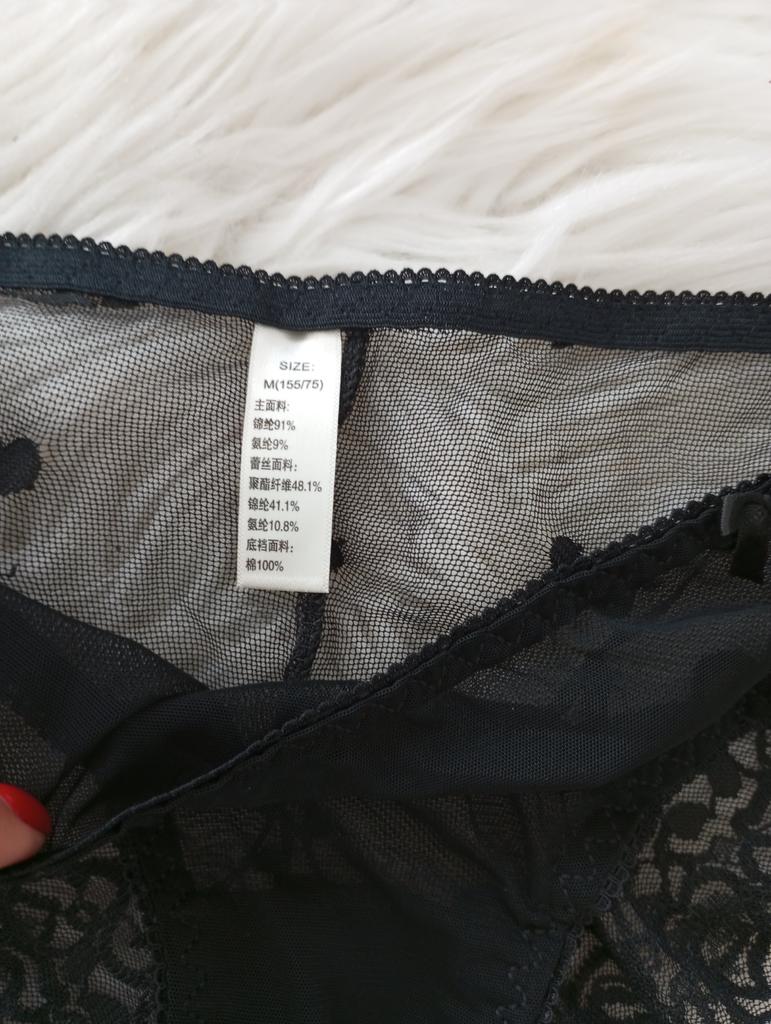 SIZE:
M(155/75)
主面料:
锦纶91%
氨纶9%
蕾丝面料:
聚酯纤维48.1%
锦纶41.1%
氨纶10.8%
底裆面料:
棉100%